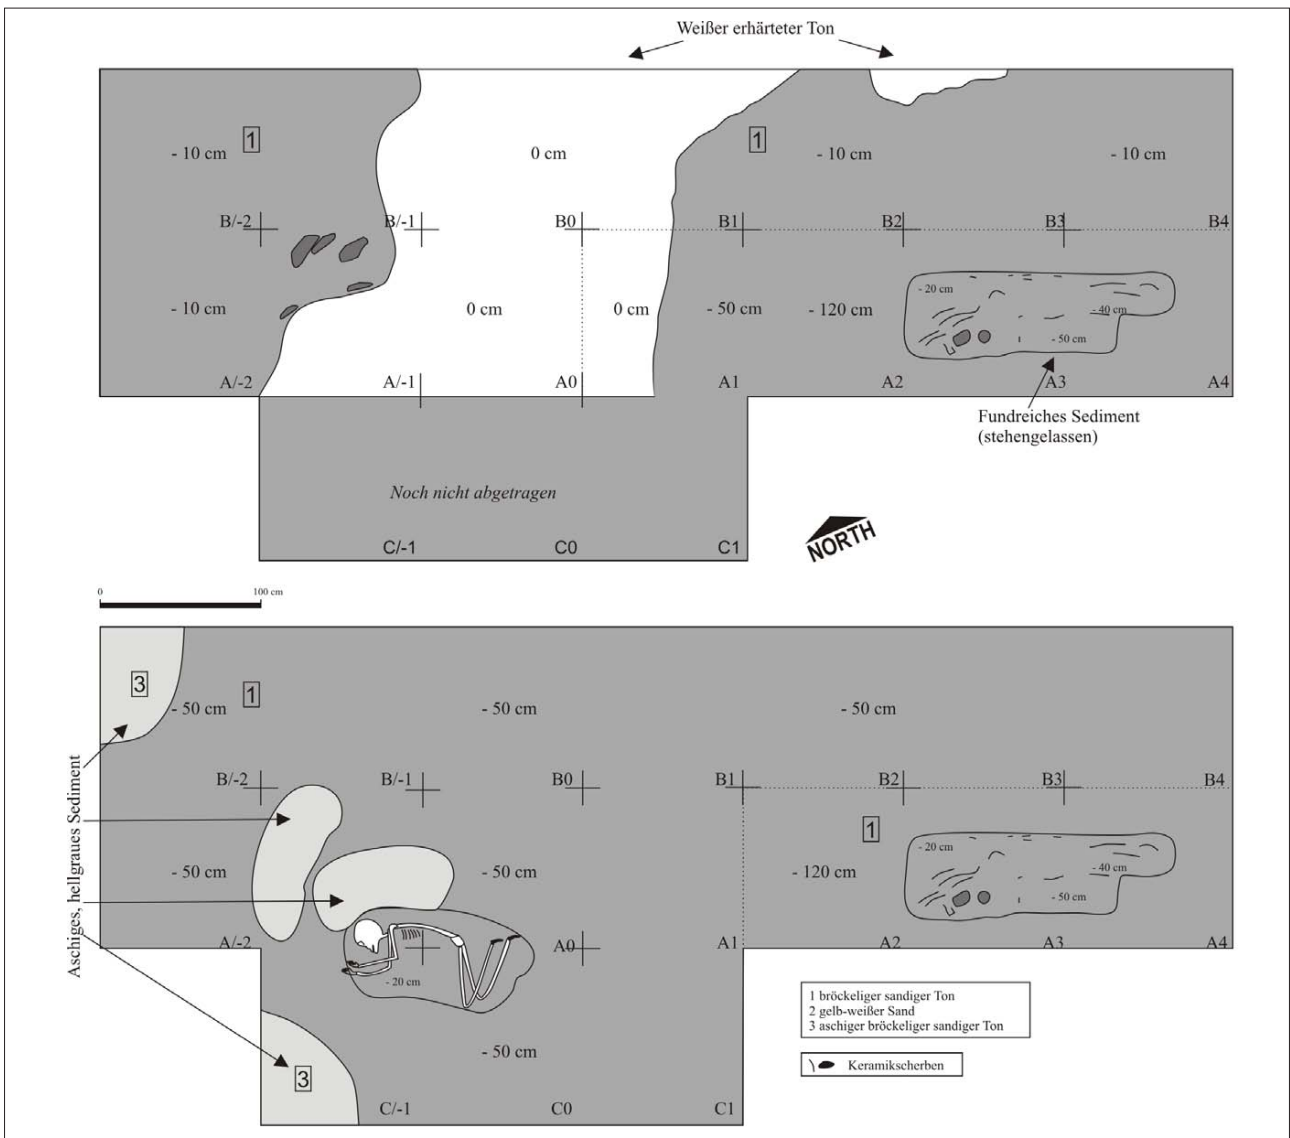 Weißer erhärteter Ton
1
1
- 10 cm
0 cm
- 10 cm
- 10 cm
B/-2
B/-1
B0
B1
B2
B3
B4
- 20 cm
- 10 cm
0 cm
0 cm
- 50 cm
- 120 cm
- 40 cm
- 50 cm
A/-2
A/-1
A0
A1
A2
A3
A4
Fundreiches Sediment
(stehengelassen)
Noch nicht abgetragen
NORTH
C/-1
C0
C1
0
100 cm
3
1
- 50 cm
- 50 cm
- 50 cm
Aschiges, hellgraues Sediment
B/-2
B/-1
B0
B1
B2
B3
B4
1
- 20 cm
- 50 cm
- 50 cm
- 120 cm
- 40 cm
- 50 cm
A/-2
A0
A1
A2
A3
A4
- 20 cm
1 bröckeliger sandiger Ton
2 gelb-weißer Sand
3 aschiger bröckeliger sandiger Ton
- 50 cm
Keramikscherben
3
C/-1
C0
C1